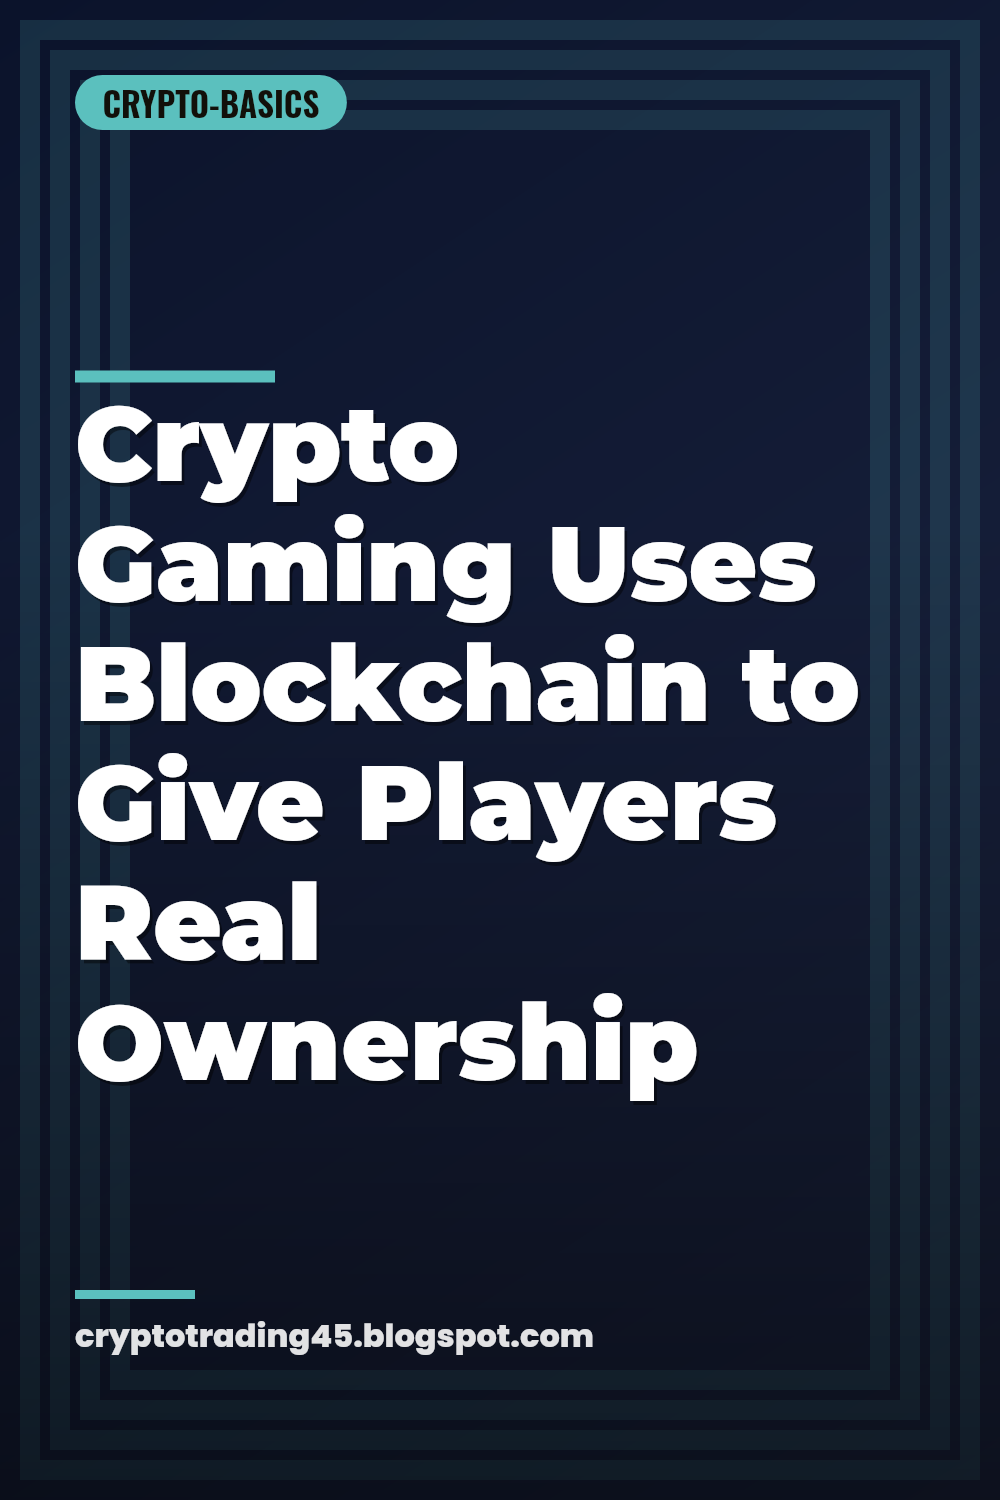 CRYPTO-BASICS
Crypto
Gaming Uses
Blockchain to
Give Players
Real
Ownership
cryptotrading45.blogspot.com